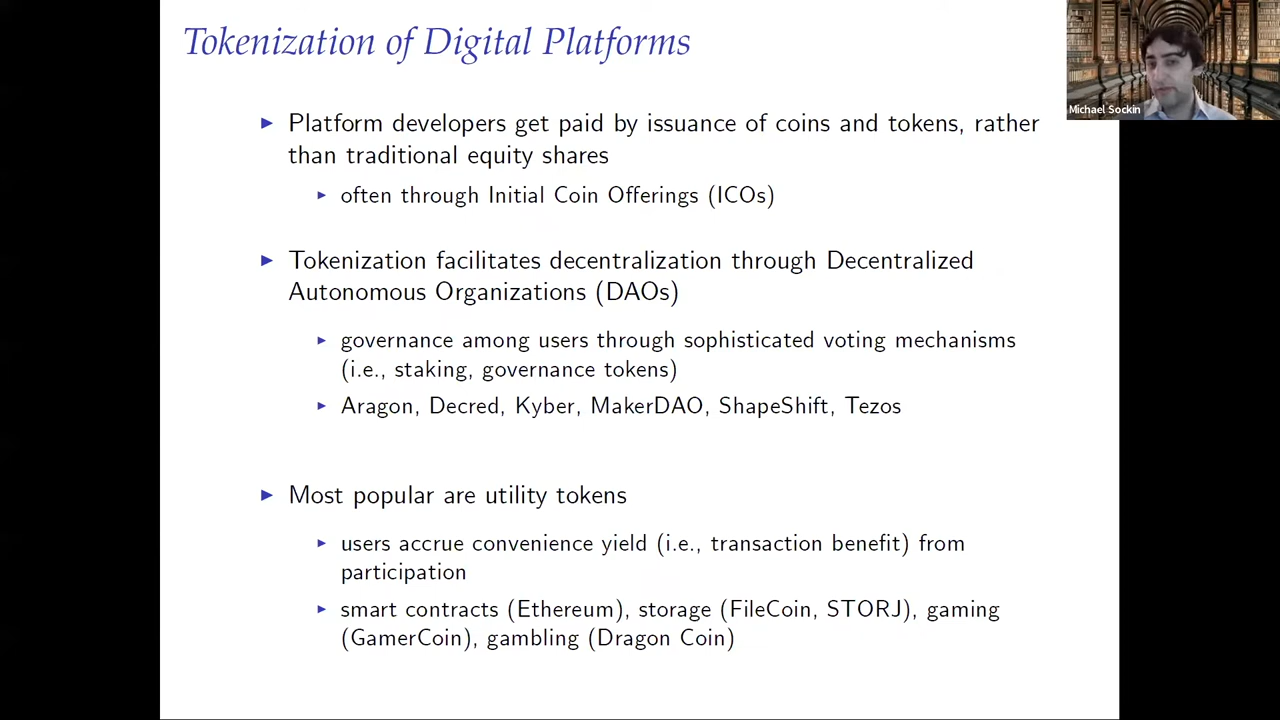 Tokenization of Digital Platforms
Michael Sockin
Platform developers get paid by issuance of coins and tokens, rather
than traditional equity shares
often through Initial Coin Offerings (ICOs)
Tokenization facilitates decentralization through Decentralized
Autonomous Organizations (DAOs)
governance among users through sophisticated voting mechanisms
(i.e., staking, governance tokens)
Aragon, Decred, Kyber, MakerDAO, ShapeShift, Tezos
Most popular are utility tokens
users accrue convenience yield (i.e., transaction benefit) from
participation
smart contracts (Ethereum), storage (FileCoin, STORJ), gaming
(GamerCoin), gambling (Dragon Coin)